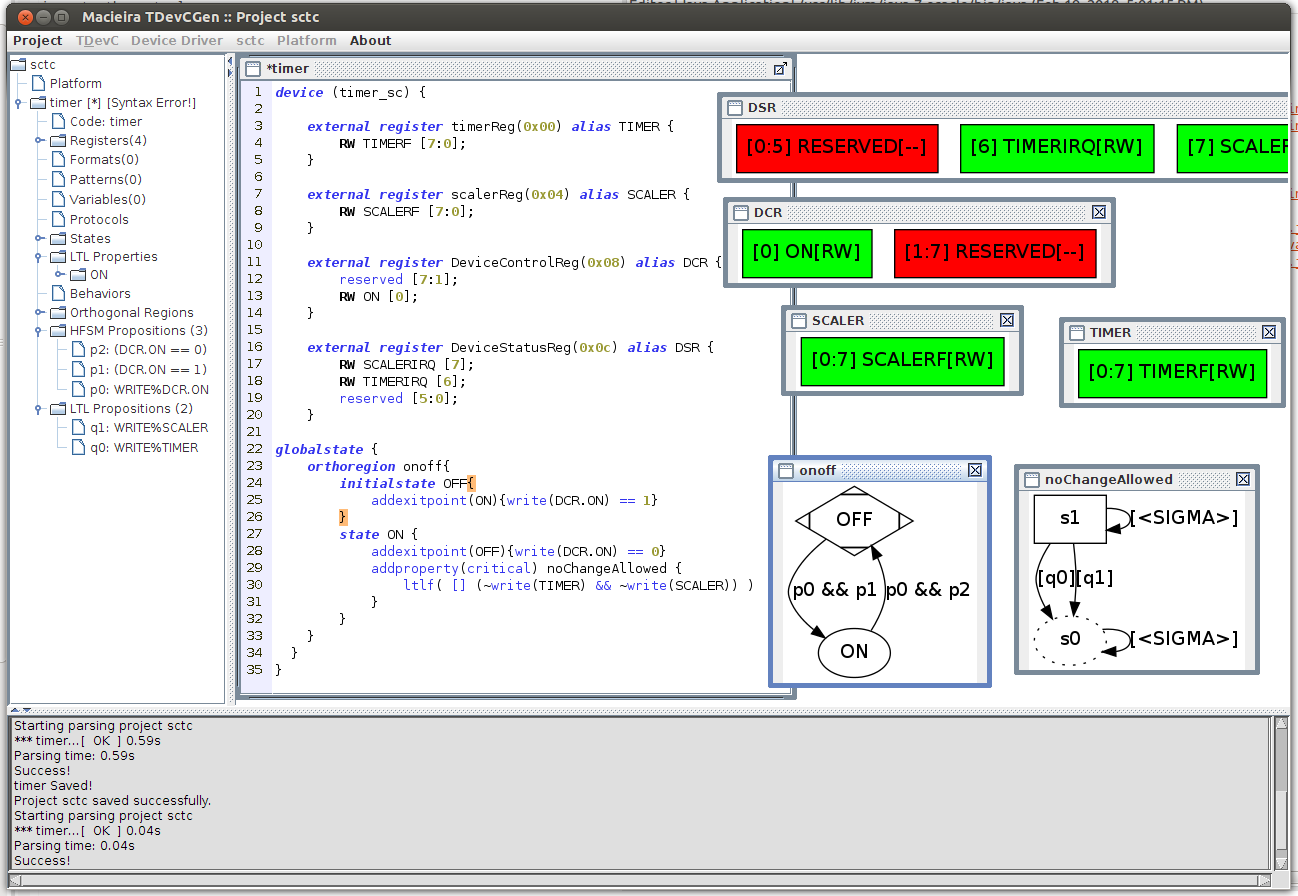 Macieira TDevCGen :: Project sctc
Project TDevC Device Driver sctc Platform About
sctc
Platform
timer [*] [Syntax Error!]
Code: timer
Registers(4)
Formats(0)
Patterns(0)
Variables(0)
Protocols
States
LTL Properties
ON
Behaviors
Orthogonal Regions
HFSM Propositions (3)
p2: (DCR.ON == 0)
p1: (DCR.ON == 1)
p0: WRITE%DCR.ON
LTL Propositions (2)
q1: WRITE%SCALER
q0: WRITE%TIMER
*timer
1 device (timer_sc) {
2
3 external register timerReg(0x00) alias TIMER {
4 RW TIMERF [7:0];
5 }
6
7 external register scalerReg(0x04) alias SCALER {
8 RW SCALERF [7:0];
9 }
10
11 external register DeviceControlReg(0x08) alias DCR {
12 reserved [7:1];
13 RW ON [0];
14 }
15
16 external register DeviceStatusReg(0x0c) alias DSR {
17 RW SCALERIRQ [7];
18 RW TIMERIRQ [6];
19 reserved [5:0];
20 }
21
22 globalstate {
23 orthoregion onoff{
24 initialstate OFF{
25 addexitpoint(ON){write(DCR.ON) == 1}
26 }
27 state ON {
28 addexitpoint(OFF){write(DCR.ON) == 0}
29 addproperty(critical) noChangeAllowed {
30 ltlf( [] (~write(TIMER) && ~write(SCALER)) )
31 }
32 }
33 }
34 }
35 }
DSR
[0:5] RESERVED[--] [6] TIMERIRQ[RW] [7] SCALER
DCR
[0] ON[RW] [1:7] RESERVED[--]
SCALER
[0:7] SCALERF[RW]
TIMER
[0:7] TIMERF[RW]
onoff
OFF
p0 && p1 p0 && p2
ON
noChangeAllowed
s1 [<SIGMA>]
[q0][q1]
s0 [<SIGMA>]
Starting parsing project sctc
*** timer...[ OK ] 0.59s
Parsing time: 0.59s
Success!
timer Saved!
Project sctc saved successfully.
Starting parsing project sctc
*** timer...[ OK ] 0.04s
Parsing time: 0.04s
Success!